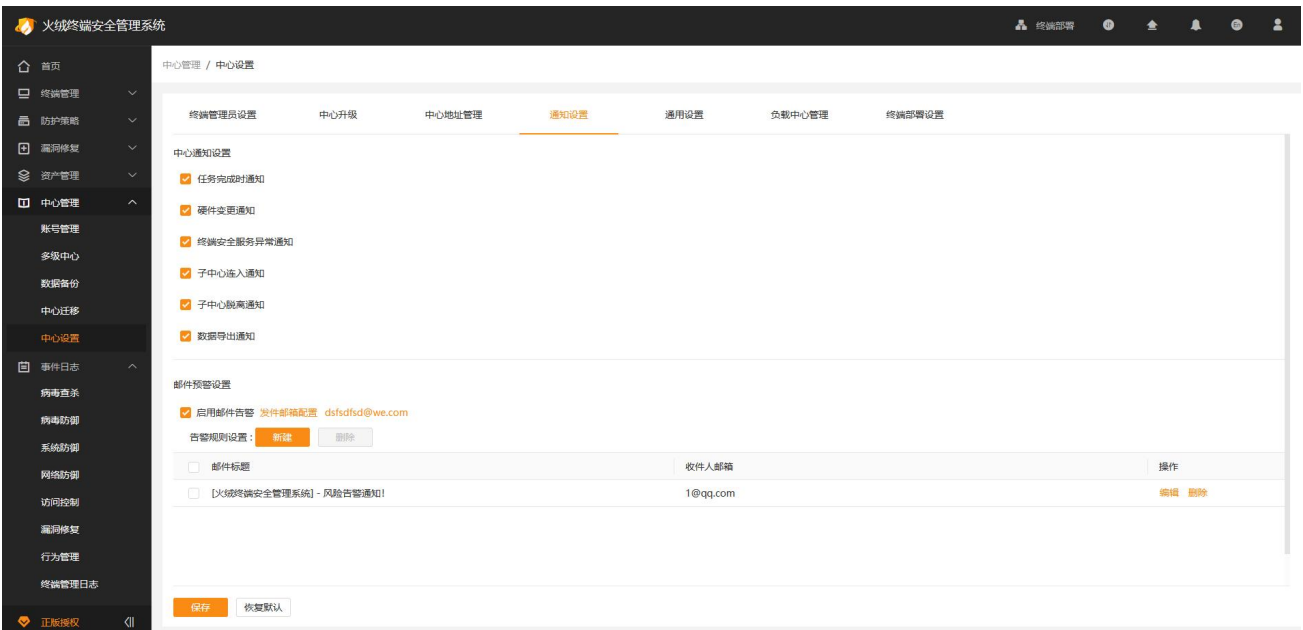 火绒终端安全管理系统
终端部署
首页
终端管理
防护策略
漏洞修复
资产管理
中心管理
账号管理
多级中心
数据备份
中心迁移
中心设置
事件日志
病毒查杀
病毒防御
系统防御
网络防御
访问控制
漏洞修复
行为管理
终端管理日志
正版授权
中心管理 / 中心设置
终端管理员设置 中心升级 中心地址管理 通知设置 通用设置 负载中心管理 终端部署设置
中心通知设置
任务完成时通知
硬件变更通知
终端安全服务异常通知
子中心连入通知
子中心脱离通知
数据导出通知
邮件预警设置
启用邮件告警 发件邮箱配置 dsfsdfsd@we.com
告警规则设置: 新建 删除
邮件标题 收件人邮箱 操作
[火绒终端安全管理系统] - 风险告警通知! 1@qq.com 编辑 删除
保存 恢复默认